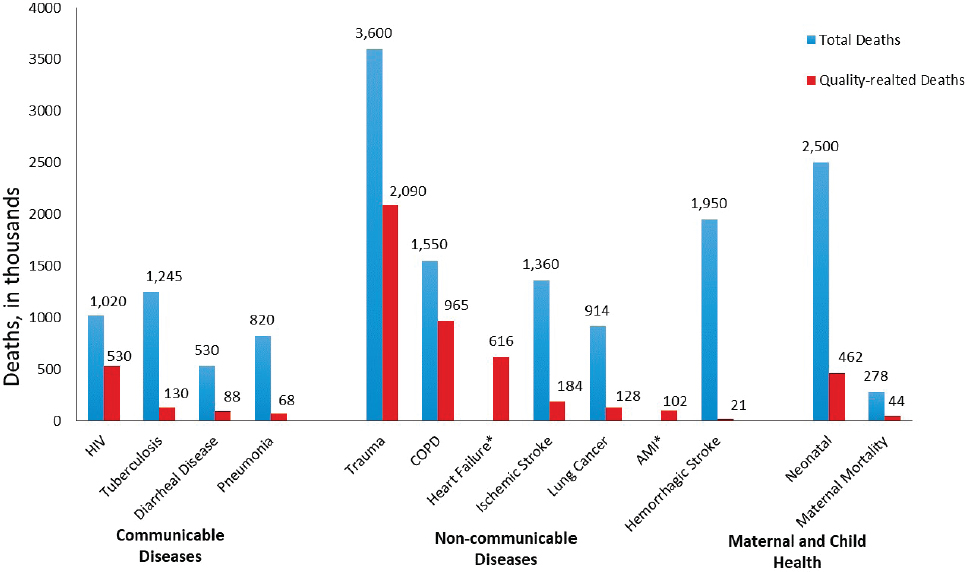 4000
3500
3000
2500
2000
1500
1000
500
0
Deaths, in thousands
Total Deaths
Quality-realted Deaths
1,020
530
1,245
130
530
88
820
68
3,600
2,090
1,550
965
616
1,360
184
914
128
102
1,950
21
2,500
462
278
44
HIV
Tuberculosis
Diarrheal Disease
Pneumonia
Trauma
COPD
Heart Failure*
Ischemic Stroke
Lung Cancer
AMI*
Hemorrhagic Stroke
Neonatal
Maternal Mortality
Communicable
Diseases
Non-communicable
Diseases
Maternal and Child
Health